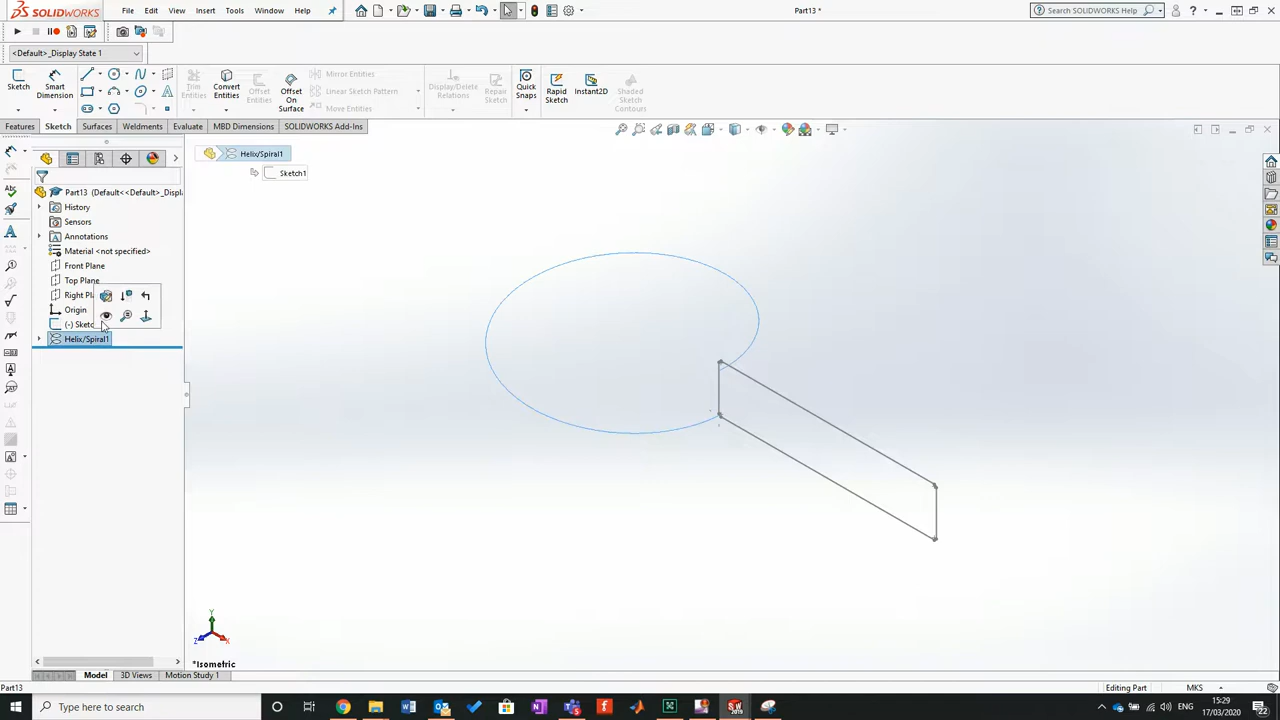 SOLIDWORKS File Edit View Insert Tools Window Help Part13 * Search SOLIDWORKS Help
<Default>_Display State 1
Sketch Smart Dimension Trim Entities Convert Entities Offset Entities Offset On Surface Mirror Entities Linear Sketch Pattern Move Entities Display/Delete Relations Repair Sketch Quick Snaps Rapid Sketch Instant2D Shaded Sketch Contours
Features Sketch Surfaces Weldments Evaluate MBD Dimensions SOLIDWORKS Add-Ins
Helix/Spiral1
Sketch1
Part13 (Default<<Default>_Displ
History
Sensors
Annotations
Material <not specified>
Front Plane
Top Plane
Right Pl
Origin
(-) Sketc
Helix/Spiral1
Y
Z X
*Isometric
Model 3D Views Motion Study 1
Part13 Editing Part MKS
Type here to search ENG 15:29
17/03/2020 22